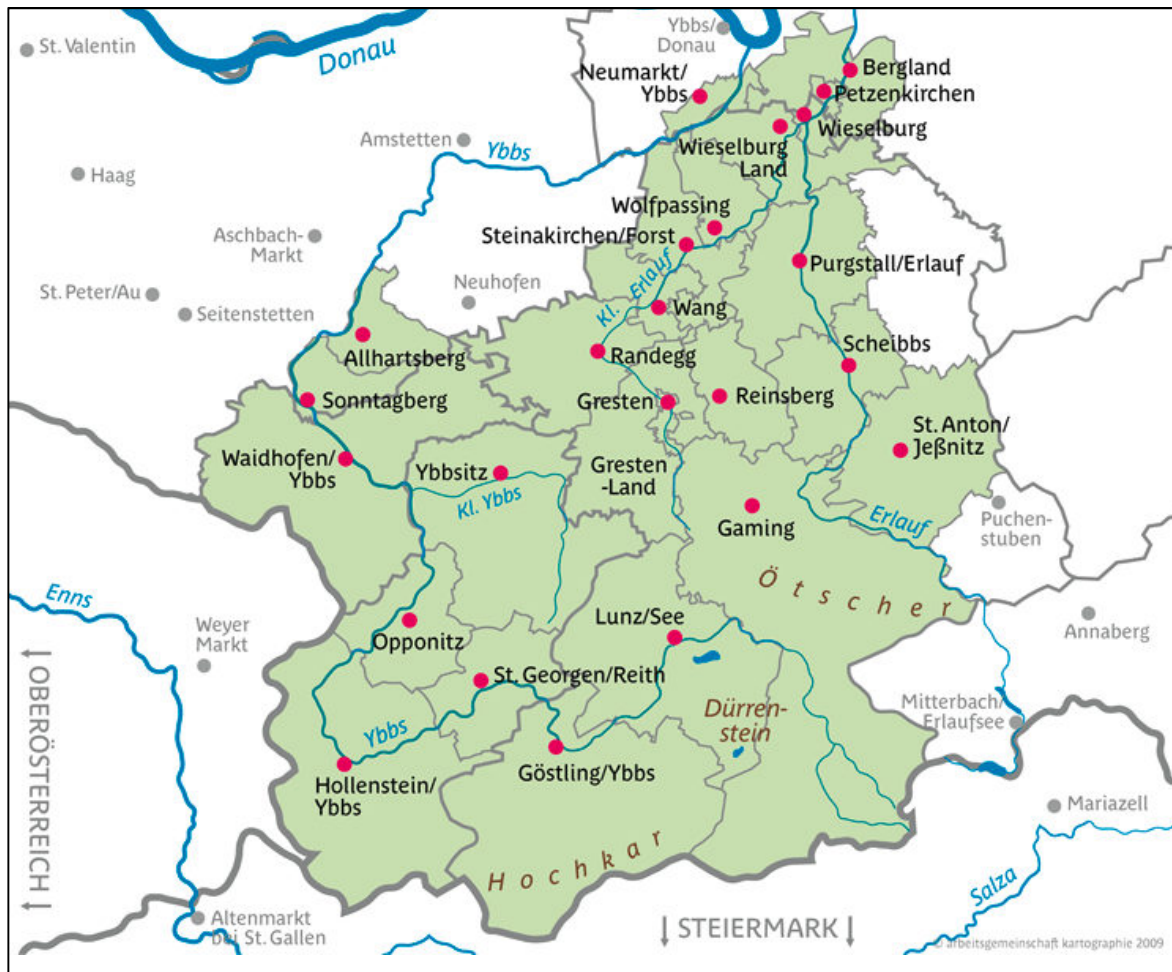 St. Valentin
Donau
Ybbs/
Donau
Neumarkt/
Ybbs
Bergland
Petzenkirchen
Wieselburg
Amstetten
Ybbs
Wieselburg
Land
Haag
Wolfpassing
Aschbach-
Markt
Steinakirchen/Forst
Purgstall/Erlauf
St. Peter/Au
Neuhofen
Kl. Erlauf
Seitenstetten
Wang
Allhartsberg
Randegg
Scheibbs
Sonntagberg
Gresten
Reinsberg
St. Anton/
Jeßnitz
Waidhofen/
Ybbs
Ybbsitz
Gresten
-Land
Kl. Ybbs
Gaming
Erlauf
Puchen-
stuben
Ötscher
Enns
Weyer
Markt
Opponitz
Lunz/See
Annaberg
St. Georgen/Reith
OBERÖSTERREICH
Ybbs
Dürren-
stein
Mitterbach/
Erlaufsee
Hollenstein/
Ybbs
Göstling/Ybbs
Mariazell
Hochkar
Salza
Altenmarkt
bei St. Gallen
STEIERMARK
© arbeitsgemeinschaft kartographie 2009